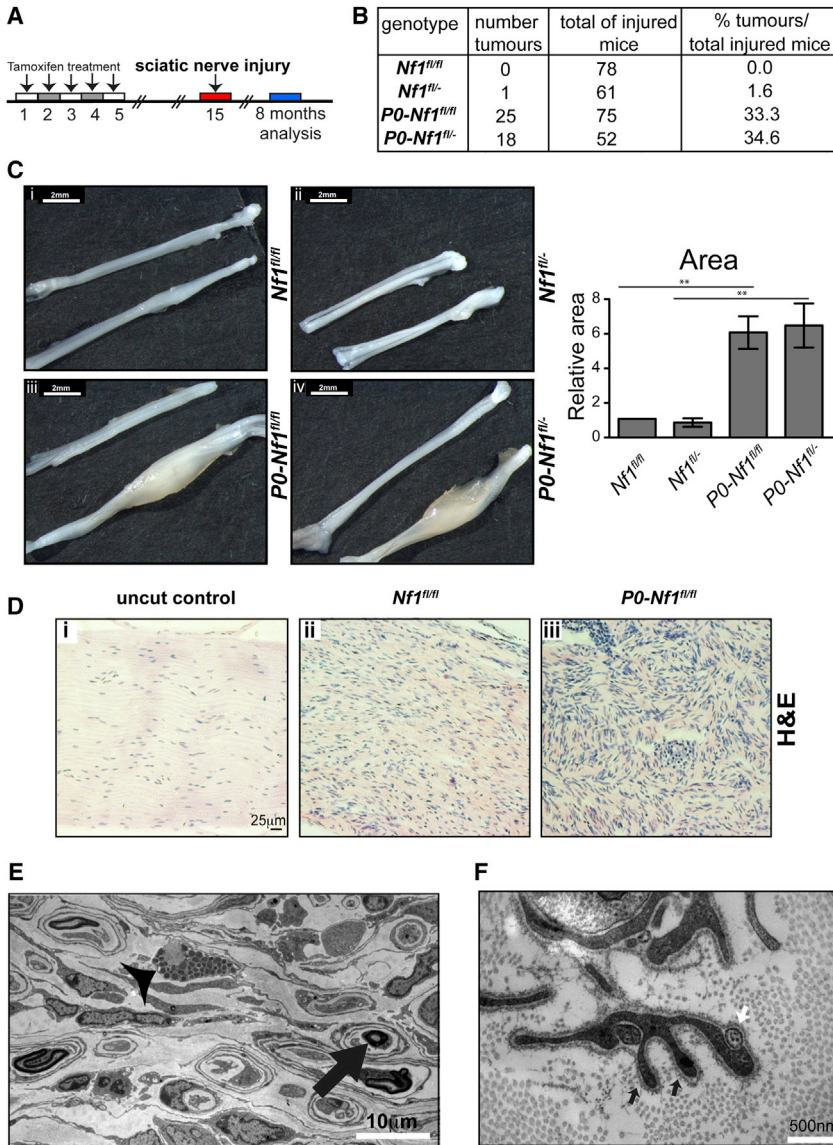 A
Tamoxifen treatment
sciatic nerve injury
1 2 3 4 5 15 8 months
analysis
B
genotype number tumours total of injured mice % tumours/ total injured mice
Nf1fl/fl 0 78 0.0
Nf1fl/- 1 61 1.6
P0-Nf1fl/fl 25 75 33.3
P0-Nf1fl/- 18 52 34.6
C
i
2mm
Nf1fl/fl
ii
2mm
Nf1fl/-
iii
2mm
P0-Nf1fl/fl
iv
2mm
P0-Nf1fl/-
Area
**
**
Relative area
8
6
4
2
0
Nf1fl/fl
Nf1fl/-
P0-Nf1fl/fl
P0-Nf1fl/-
D
uncut control
Nf1fl/fl
P0-Nf1fl/fl
i
ii
iii
25μm
H&E
E
10μm
F
500nm